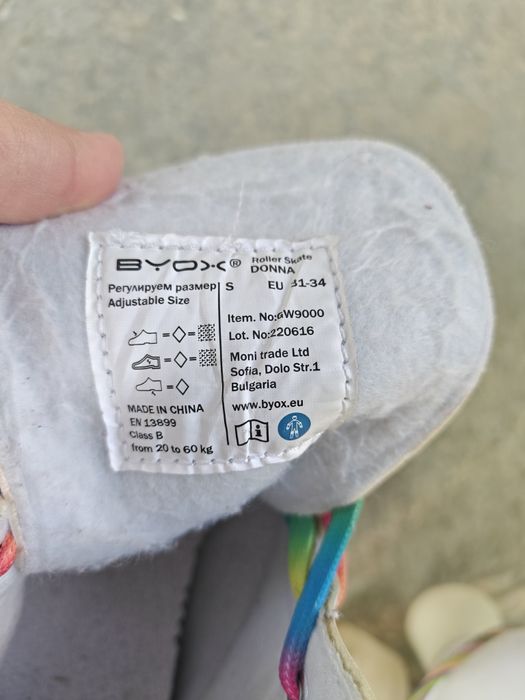 BYOX® Roller Skate
DONNA
Регулируем размер S EU 31-34
Adjustable Size
Item. No:GW9000
Lot. No:220616
Moni trade Ltd
Sofia, Dolo Str.1
Bulgaria
www.byox.eu
MADE IN CHINA
EN 13899
Class B
from 20 to 60 kg